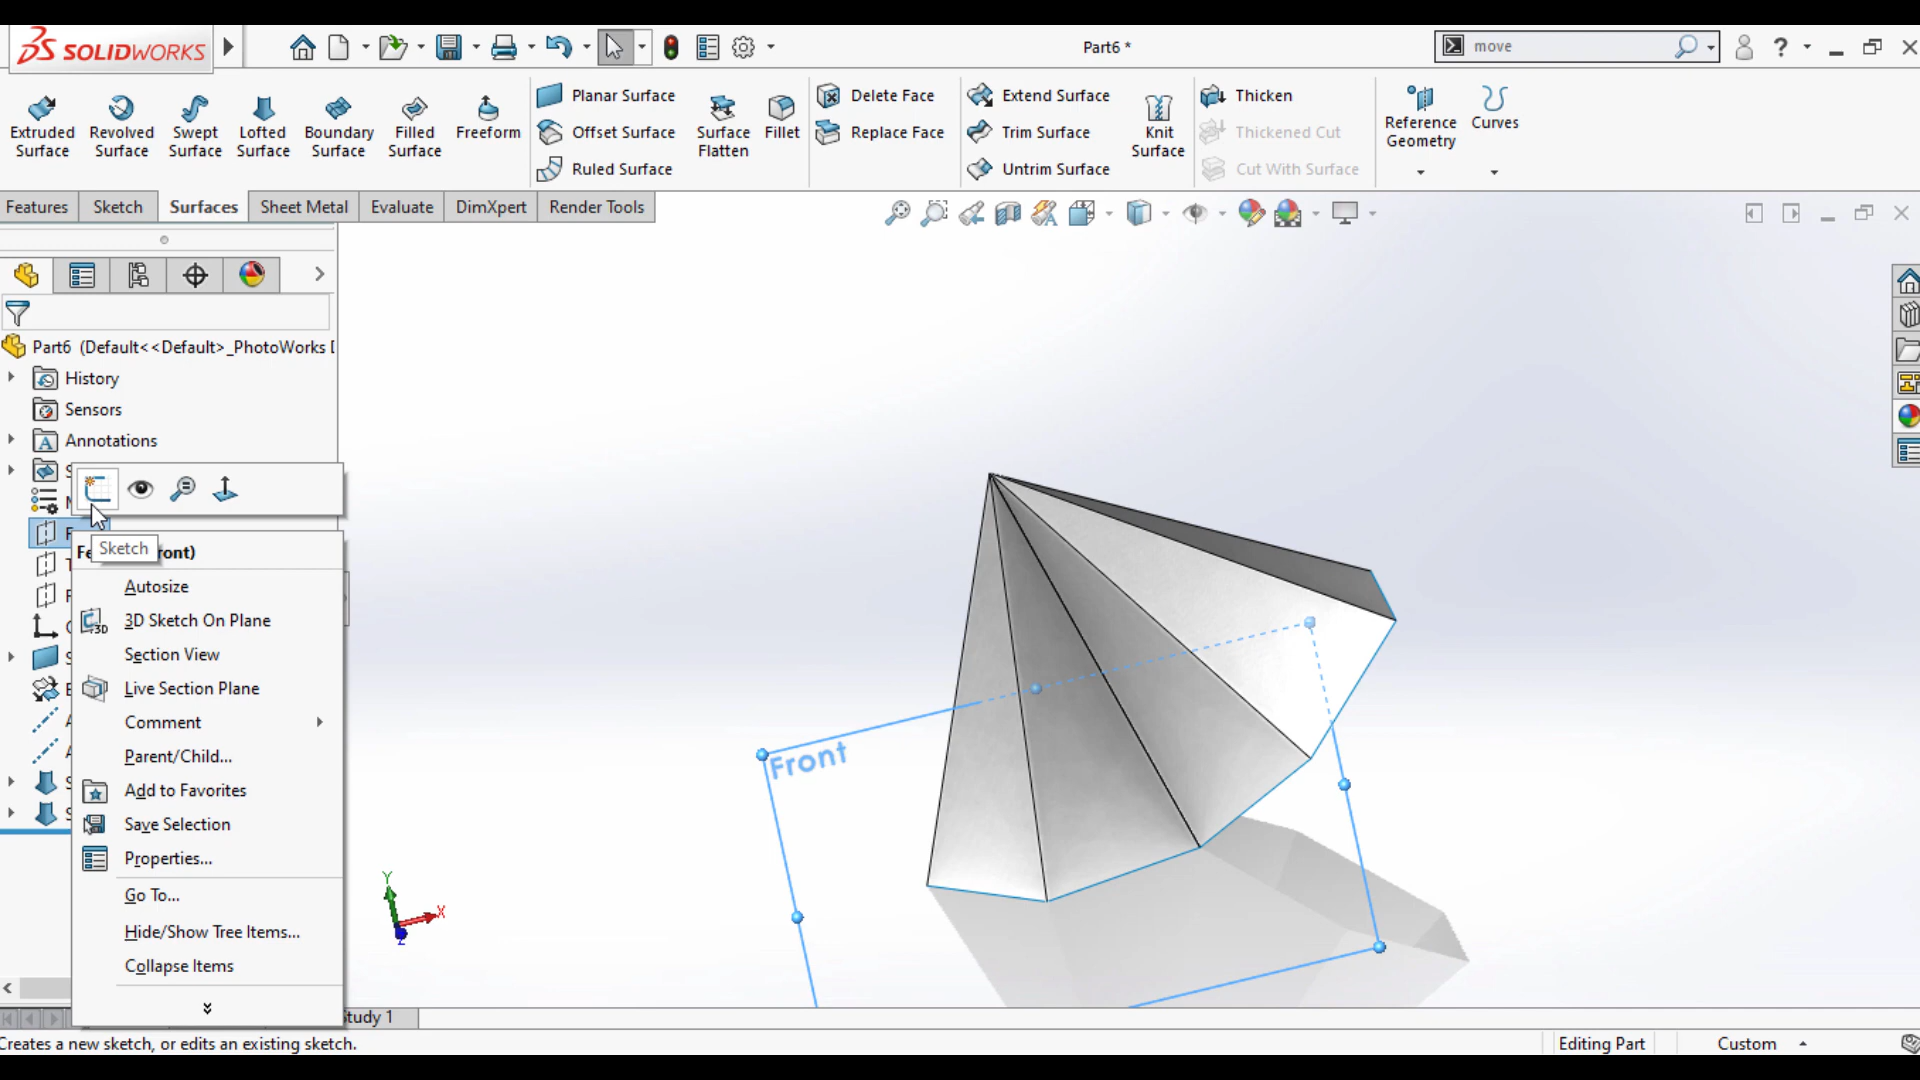 SOLIDWORKS
Part6 *
move
Extruded Surface
Revolved Surface
Swept Surface
Lofted Surface
Boundary Surface
Filled Surface
Freeform
Planar Surface
Offset Surface
Ruled Surface
Surface Flatten
Fillet
Delete Face
Replace Face
Extend Surface
Trim Surface
Untrim Surface
Knit Surface
Thicken
Thickened Cut
Cut With Surface
Reference Geometry
Curves
Features
Sketch
Surfaces
Sheet Metal
Evaluate
DimXpert
Render Tools
Part6 (Default<<Default>_PhotoWorks
History
Sensors
Annotations
Sketch
ront)
Autosize
3D Sketch On Plane
Section View
Live Section Plane
Comment
Parent/Child...
Add to Favorites
Save Selection
Properties...
Go To...
Hide/Show Tree Items...
Collapse Items
Front
Y
X
Z
Study 1
Creates a new sketch, or edits an existing sketch.
Editing Part
Custom